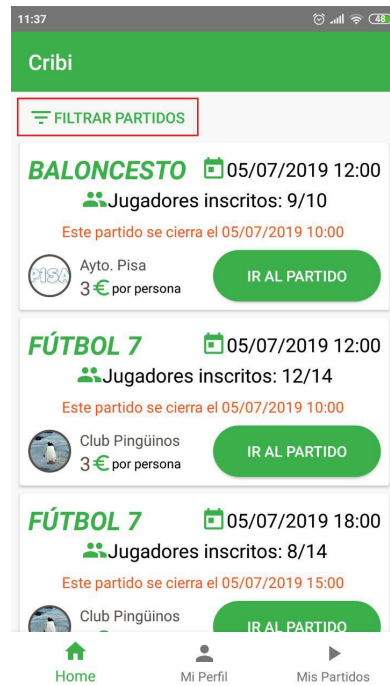 11:37
48
Cribi
FILTRAR PARTIDOS
BALONCESTO 05/07/2019 12:00
Jugadores inscritos: 9/10
Este partido se cierra el 05/07/2019 10:00
PISA
Ayto. Pisa
3 € por persona
IR AL PARTIDO
FÚTBOL 7 05/07/2019 12:00
Jugadores inscritos: 12/14
Este partido se cierra el 05/07/2019 10:00
Club Pingüinos
3 € por persona
IR AL PARTIDO
FÚTBOL 7 05/07/2019 18:00
Jugadores inscritos: 8/14
Este partido se cierra el 05/07/2019 15:00
Club Pingüinos
IR AL PARTIDO
Home Mi Perfil Mis Partidos